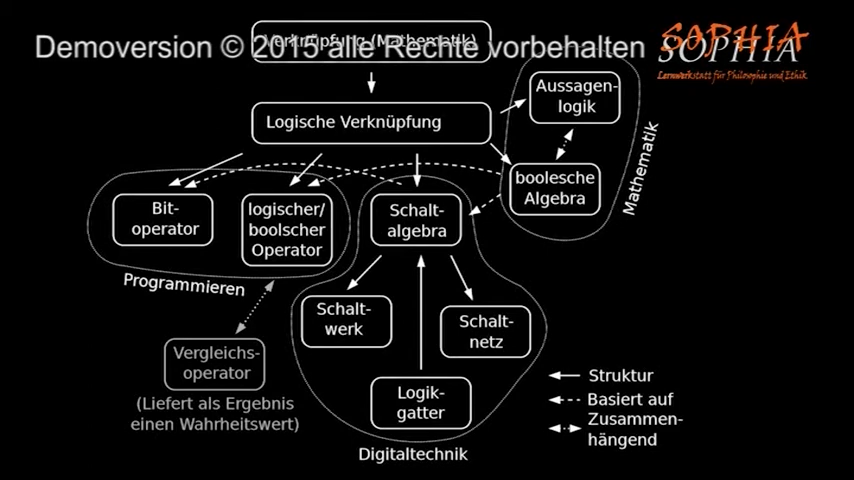 Verknüpfung (Mathematik)
Demoversion © 2015 alle Rechte vorbehalten
SOPHIA
SOPHIA
Lernwerkstatt für Philosophie und Ethik
Aussagen-
logik
Logische Verknüpfung
Mathematik
boolesche
Algebra
Bit-
operator
logischer/
boolscher
Operator
Schalt-
algebra
Programmieren
Schalt-
werk
Schalt-
netz
Vergleichs-
operator
(Liefert als Ergebnis
einen Wahrheitswert)
Logik-
gatter
Digitaltechnik
Struktur
Basiert auf
Zusammen-
hängend